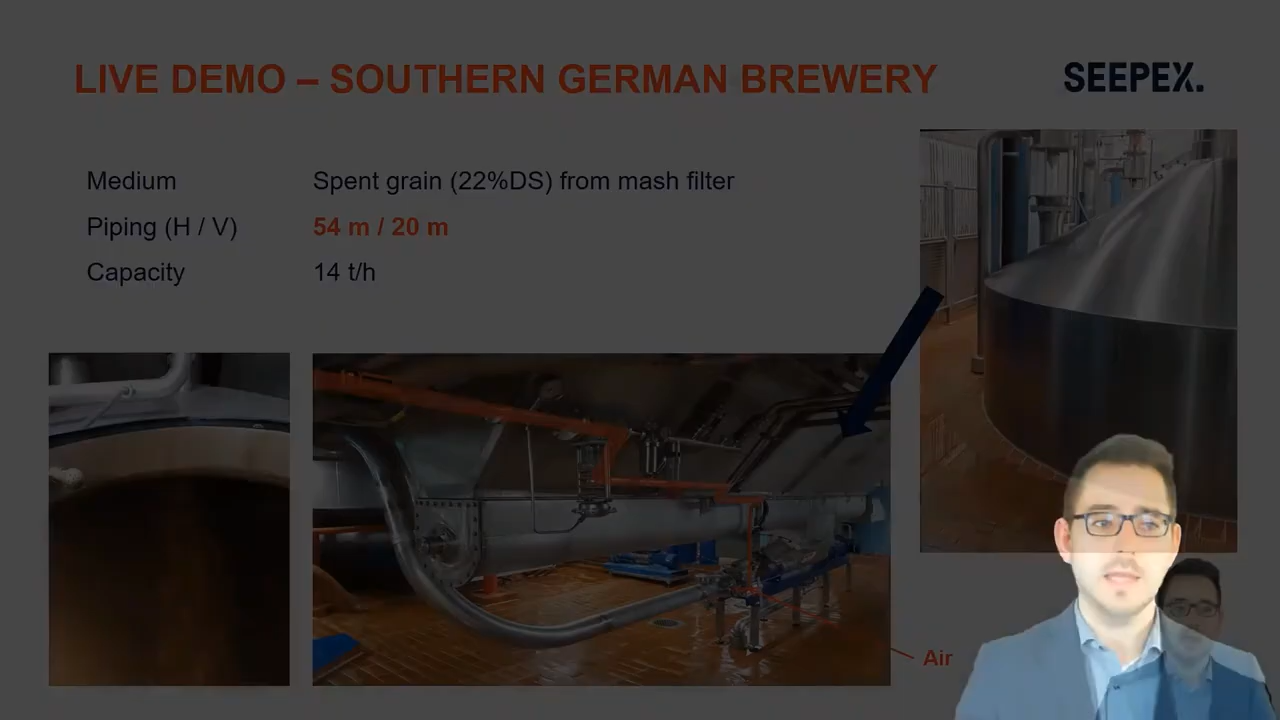 LIVE DEMO – SOUTHERN GERMAN BREWERY
SEEPEX.
Medium Spent grain (22%DS) from mash filter
Piping (H / V) 54 m / 20 m
Capacity 14 t/h
Air